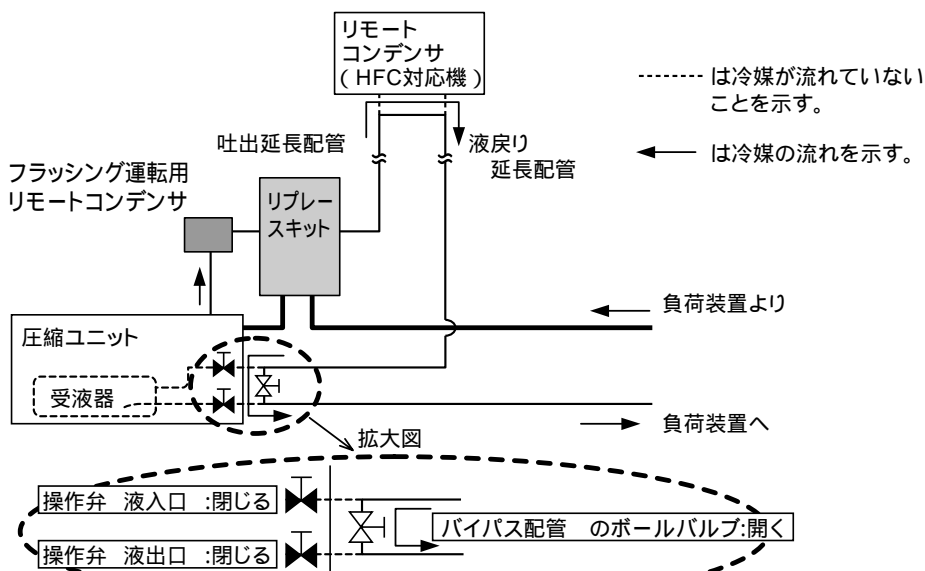 リモート
コンデンサ
(HFC対応機)
-------- は冷媒が流れていない
ことを示す。
は冷媒の流れを示す。
吐出延長配管
液戻り
延長配管
フラッシング運転用
リモートコンデンサ
リプレー
スキット
負荷装置より
圧縮ユニット
受液器
負荷装置へ
拡大図
操作弁 液入口 :閉じる
バイパス配管 のボールバルブ:開く
操作弁 液出口 :閉じる